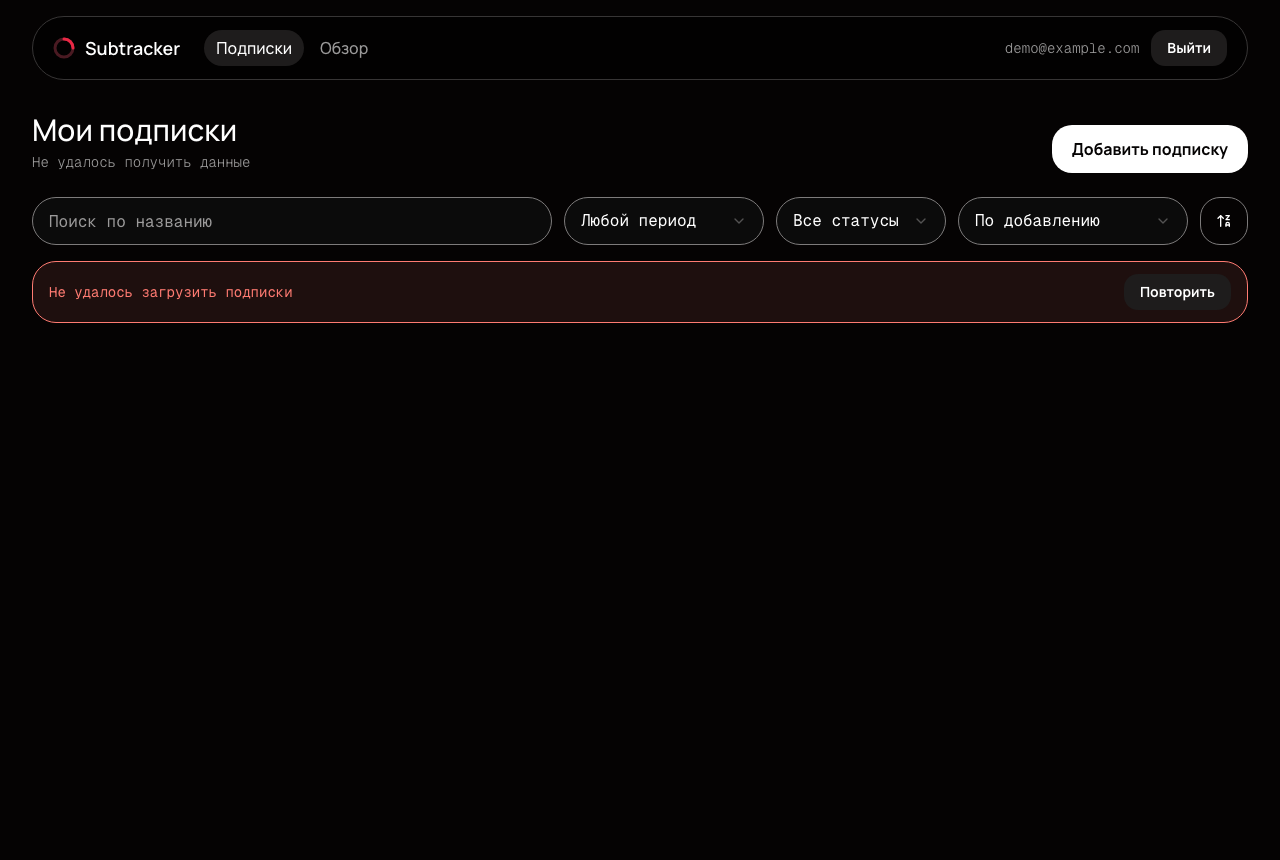 Subtracker
Подписки
Обзор
demo@example.com
Выйти
Мои подписки
Не удалось получить данные
Добавить подписку
Поиск по названию
Любой период
Все статусы
По добавлению
Не удалось загрузить подписки
Повторить